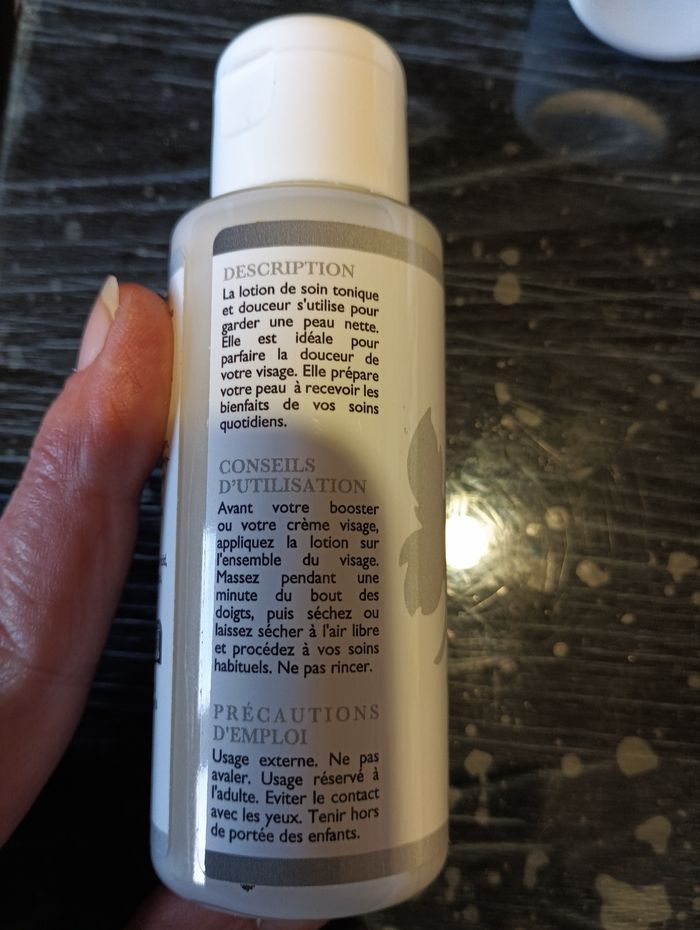 DESCRIPTION
La lotion de soin tonique
et douceur s'utilise pour
garder une peau nette.
Elle est idéale pour
parfaire la douceur de
votre visage. Elle prépare
votre peau à recevoir les
bienfaits de vos soins
quotidiens.
CONSEILS
D'UTILISATION
Avant votre booster
ou votre crème visage,
appliquez la lotion sur
l'ensemble du visage.
Massez pendant une
minute du bout des
doigts, puis séchez ou
laissez sécher à l'air libre
et procédez à vos soins
habituels. Ne pas rincer.
PRÉCAUTIONS
D'EMPLOI
Usage externe. Ne pas
avaler. Usage réservé à
l'adulte. Eviter le contact
avec les yeux. Tenir hors
de portée des enfants.